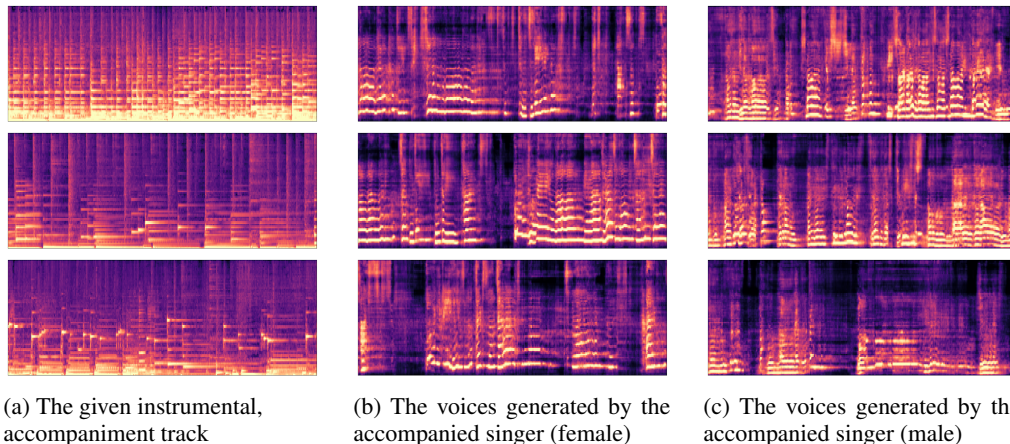 (a) The given instrumental,
accompaniment track
(b) The voices generated by the
accompanied singer (female)
(c) The voices generated by th
accompanied singer (male)